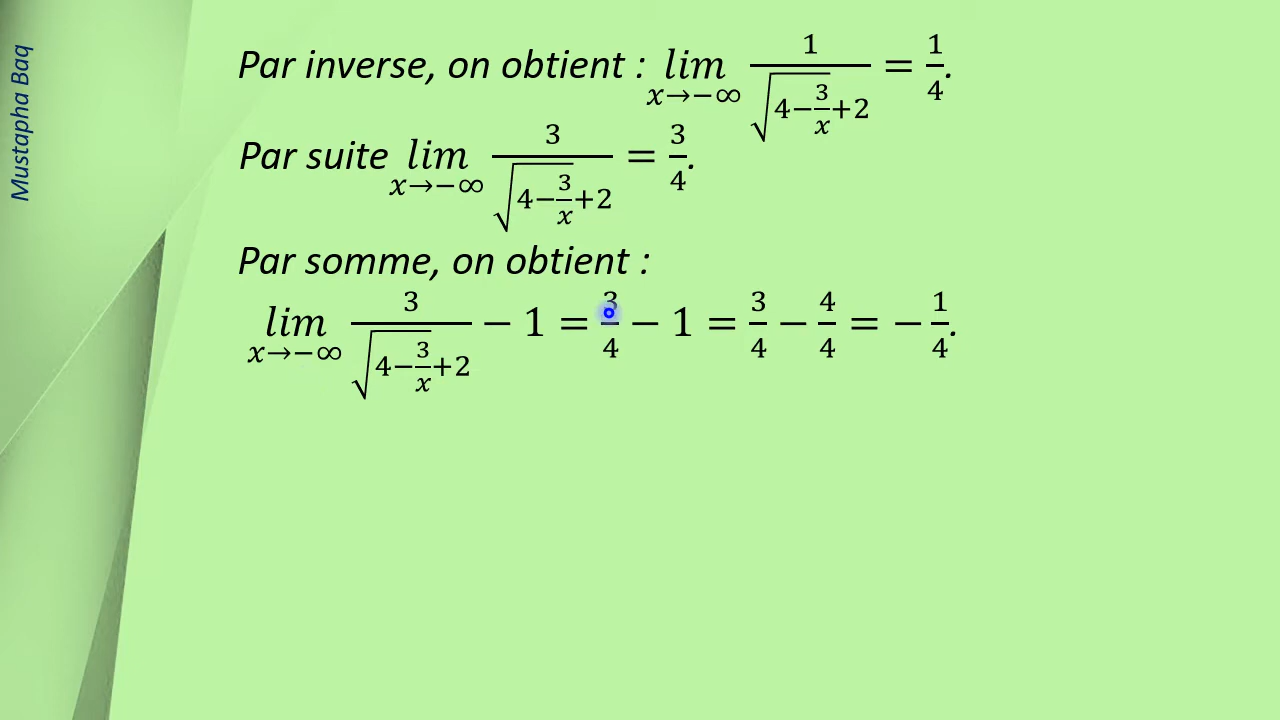 Mustapha Baq
Par inverse, on obtient : lim x→−∞ 1/(√(4−3/x)+2) = 1/4.
Par suite lim x→−∞ 3/(√(4−3/x)+2) = 3/4.
Par somme, on obtient :
lim x→−∞ 3/(√(4−3/x)+2) − 1 = 3/4 − 1 = 3/4 − 4/4 = − 1/4.